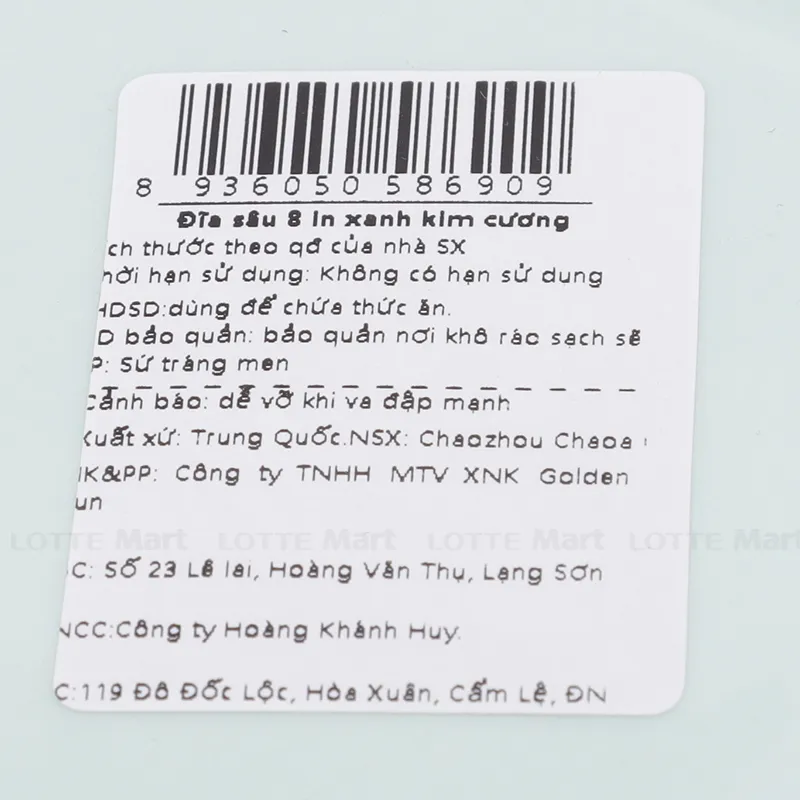 8 936050 586909
Đĩa sâu 8 in xanh kim cương
ch thước theo qđ của nhà SX
hời hạn sử dụng: Không có hạn sử dung
HDSD:dùng để chứa thức ăn.
D bảo quản: bảo quản nơi khô ráo sạch sẽ
P: Sứ tráng men
Cảnh báo: dễ vỡ khi va đập mạnh
Xuất xứ: Trung Quốc.NSX: Chaozhou Chaoa
NK&PP: Công ty TNHH MTV XNK Golden
un
LOTTE Mart LOTTE Mart LOTTE Mart LOTTE Mart
C: Số 23 Lê lai, Hoàng Văn Thụ, Lạng Sơn
NCC:Công ty Hoàng Khánh Huy.
C:119 Đô Đốc Lộc, Hòa Xuân, Cẩm Lệ, ĐN